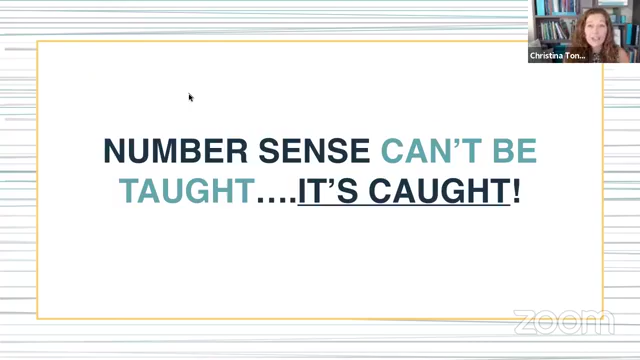 Christina Ton...
NUMBER SENSE CAN'T BE
TAUGHT....IT'S CAUGHT!
zoom